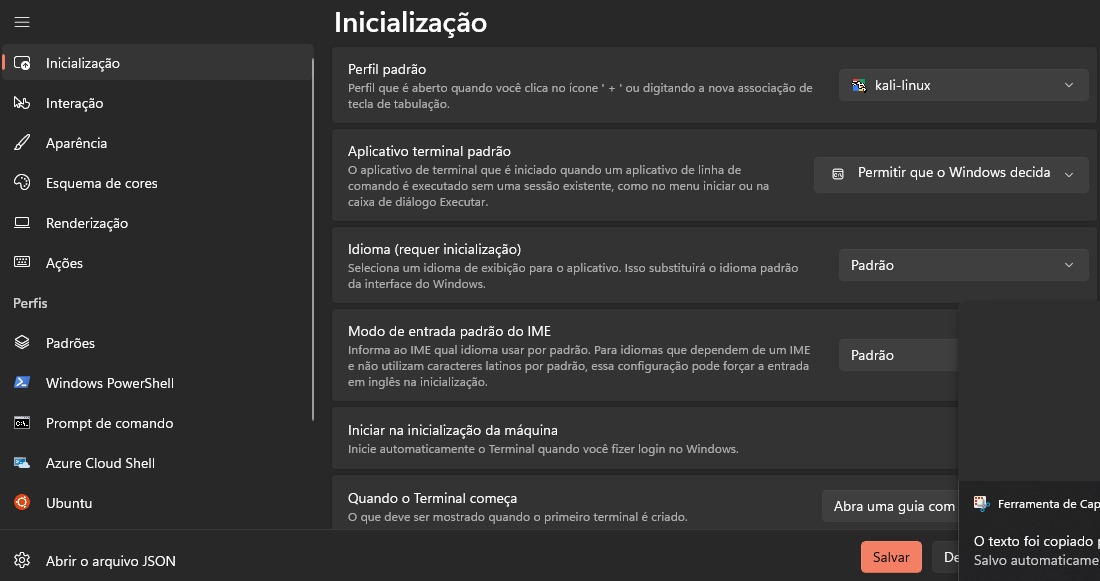 Inicialização
Interação
Aparência
Esquema de cores
Renderização
Ações
Perfis
Padrões
Windows PowerShell
Prompt de comando
Azure Cloud Shell
Ubuntu
Abrir o arquivo JSON
Inicialização
Perfil padrão
Perfil que é aberto quando você clica no ícone ' + ' ou digitando a nova associação de
tecla de tabulação.
kali-linux
Aplicativo terminal padrão
O aplicativo de terminal que é iniciado quando um aplicativo de linha de
comando é executado sem uma sessão existente, como no menu iniciar ou na
caixa de diálogo Executar.
Permitir que o Windows decida
Idioma (requer inicialização)
Seleciona um idioma de exibição para o aplicativo. Isso substituirá o idioma padrão
da interface do Windows.
Padrão
Modo de entrada padrão do IME
Informa ao IME qual idioma usar por padrão. Para idiomas que dependem de um IME
e não utilizam caracteres latinos por padrão, essa configuração pode forçar a entrada
em inglês na inicialização.
Padrão
Iniciar na inicialização da máquina
Inicie automaticamente o Terminal quando você fizer login no Windows.
Quando o Terminal começa
O que deve ser mostrado quando o primeiro terminal é criado.
Abra uma guia com
Salvar
De
Ferramenta de Cap
O texto foi copiado p
Salvo automaticame